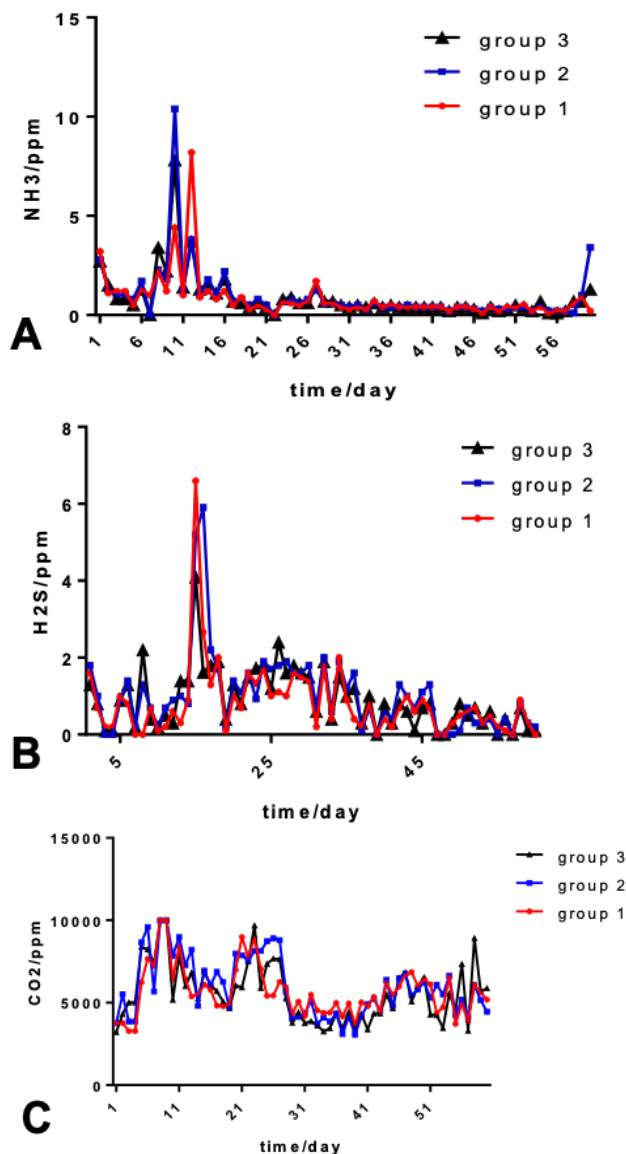 15
10
5
0
NH3/ppm
group 3
group 2
group 1
1
6
11
16
21
26
31
36
41
46
51
56
time/day
A
8
6
4
2
0
H2S/ppm
group 3
group 2
group 1
5
25
45
time/day
B
15000
10000
5000
0
CO2/ppm
group 3
group 2
group 1
1
11
21
31
41
51
time/day
C